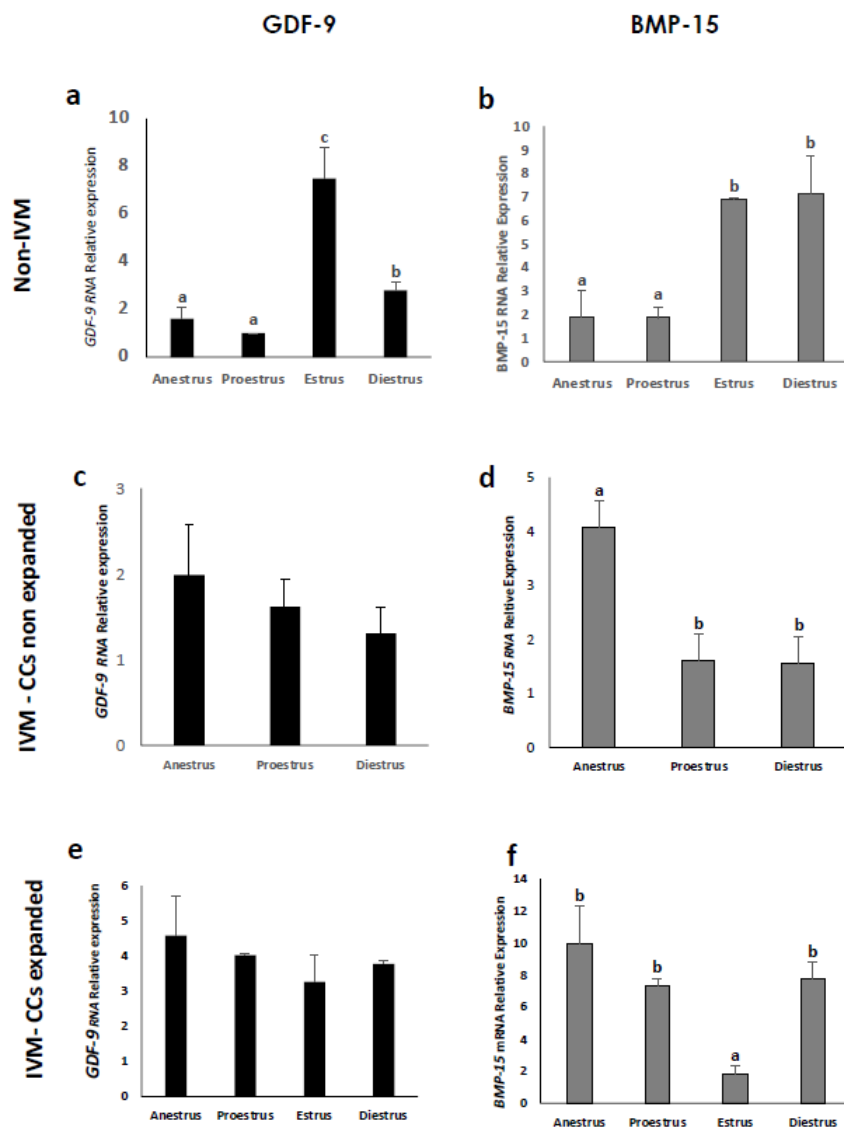 GDF-9
BMP-15
Non-IVM
a
GDF-9 RNA Relative expression
10
8
6
4
2
0
a
a
c
b
Anestrus Proestrus Estrus Diestrus
b
BMP-15 RNA Relative Expression
10
9
8
7
6
5
4
3
2
1
0
a
a
b
b
Anestrus Proestrus Estrus Diestrus
IVM - CCs non expanded
c
GDF-9 RNA Relative expression
3
2
1
0
Anestrus Proestrus Diestrus
d
BMP-15 RNA Reltive Expression
5
4
3
2
1
0
a
b
b
Anestrus Proestrus Diestrus
IVM- CCs expanded
e
GDF-9 RNA Relative expression
6
5
4
3
2
1
0
Anestrus Proestrus Estrus Diestrus
f
BMP-15 mRNA Relative Expression
14
12
10
8
6
4
2
0
b
b
a
b
Anestrus Proestrus Estrus Diestrus